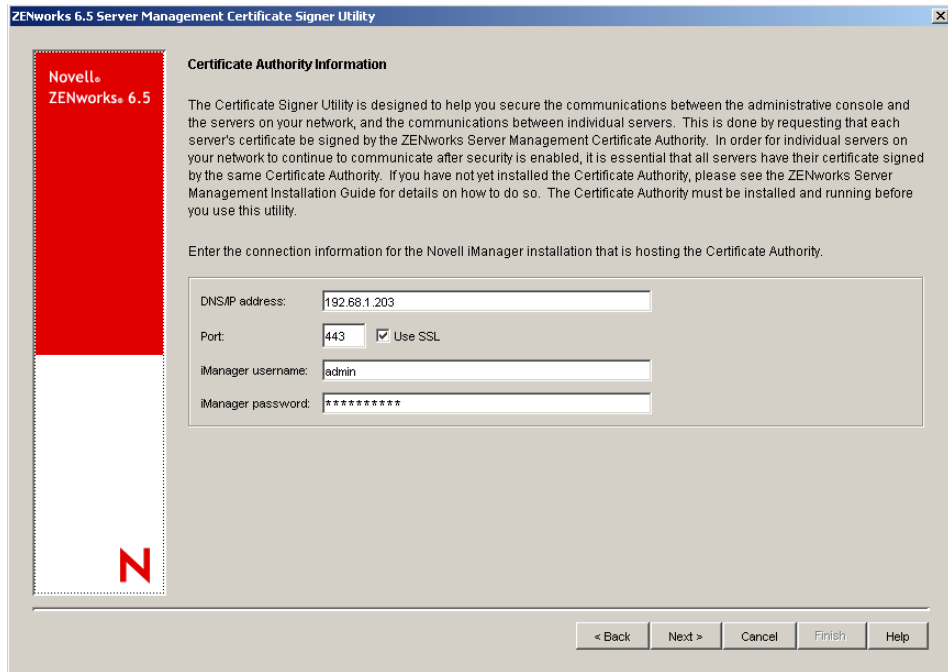 ZENworks 6.5 Server Management Certificate Signer Utility
Novell®
ZENworks® 6.5
Certificate Authority Information
The Certificate Signer Utility is designed to help you secure the communications between the administrative console and
the servers on your network, and the communications between individual servers. This is done by requesting that each
server's certificate be signed by the ZENworks Server Management Certificate Authority. In order for individual servers on
your network to continue to communicate after security is enabled, it is essential that all servers have their certificate signed
by the same Certificate Authority. If you have not yet installed the Certificate Authority, please see the ZENworks Server
Management Installation Guide for details on how to do so. The Certificate Authority must be installed and running before
you use this utility.
Enter the connection information for the Novell iManager installation that is hosting the Certificate Authority.
DNS/IP address: 192.68.1.203
Port: 443 Use SSL
iManager username: admin
iManager password: **********
N
« Back Next » Cancel Finish Help